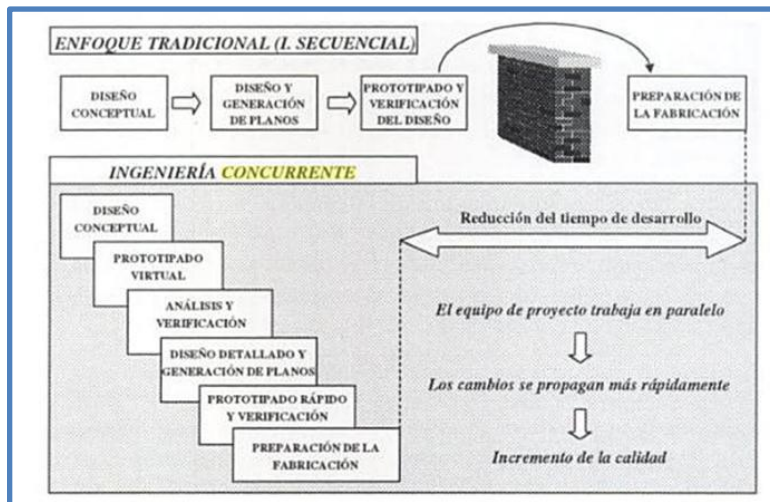 ENFOQUE TRADICIONAL (I. SECUENCIAL)
DISEÑO
CONCEPTUAL
DISEÑO Y
GENERACIÓN
DE PLANOS
PROTOTIPADO Y
VERIFICACIÓN
DEL DISEÑO
PREPARACIÓN DE
LA FABRICACIÓN
INGENIERÍA CONCURRENTE
DISEÑO
CONCEPTUAL
PROTOTIPADO
VIRTUAL
ANÁLISIS Y
VERIFICACIÓN
DISEÑO DETALLADO Y
GENERACIÓN DE PLANOS
PROTOTIPADO RÁPIDO
Y VERIFICACIÓN
PREPARACIÓN DE LA
FABRICACIÓN
Reducción del tiempo de desarrollo
El equipo de proyecto trabaja en paralelo
Los cambios se propagan más rápidamente
Incremento de la calidad